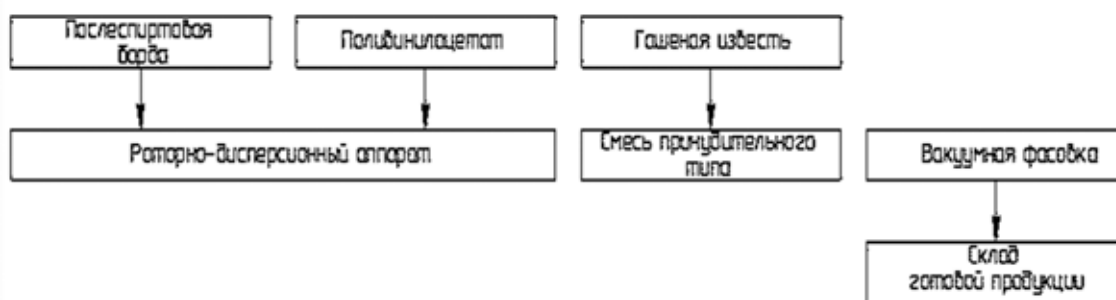 Послеспиртовая
барда
Поливинилацетат
Гашеная известь
Роторно-дисперсионный аппарат
Смесь принудительного
типа
Вакуумная фасовка
Склад
готовой продукции